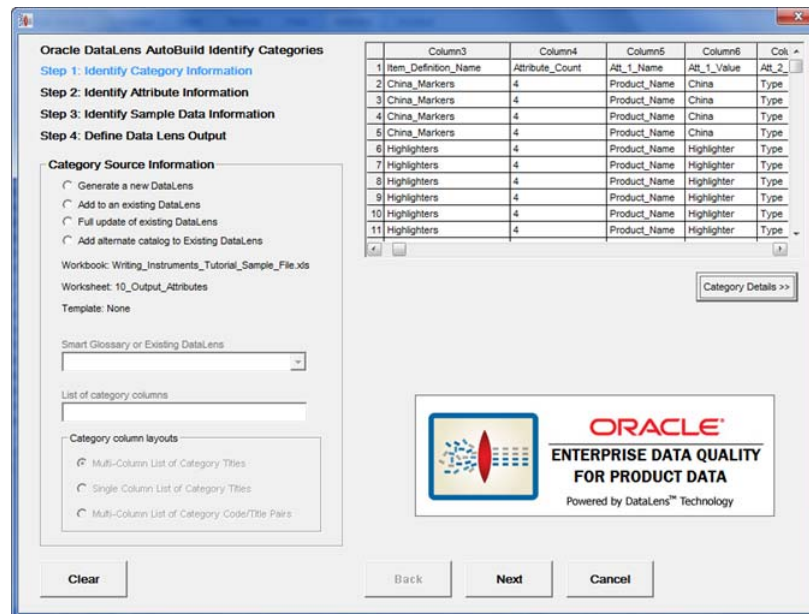 Oracle DataLens AutoBuild Identify Categories
Step 1: Identify Category Information
Step 2: Identify Attribute Information
Step 3: Identify Sample Data Information
Step 4: Define Data Lens Output
Category Source Information
Generate a new DataLens
Add to an existing DataLens
Full update of existing DataLens
Add alternate catalog to Existing DataLens
Workbook: Writing_Instruments_Tutorial_Sample_File.xls
Worksheet: 10_Output_Attributes
Template: None
Smart Glossary or Existing DataLens
List of category columns
Category column layouts
Multi-Column List of Category Titles
Single Column List of Category Titles
Multi-Column List of Category Code/Title Pairs
Column3 Column4 Column5 Column6 Colu
1 Item_Definition_Name Attribute_Count Att_1_Name Att_1_Value Att_2_
2 China_Markers 4 Product_Name China Type
3 China_Markers 4 Product_Name China Type
4 China_Markers 4 Product_Name China Type
5 China_Markers 4 Product_Name China Type
6 Highlighters 4 Product_Name Highlighter Type
7 Highlighters 4 Product_Name Highlighter Type
8 Highlighters 4 Product_Name Highlighter Type
9 Highlighters 4 Product_Name Highlighter Type
10 Highlighters 4 Product_Name Highlighter Type
11 Highlighters 4 Product_Name Highlighter Type
Category Details >>
ORACLE®
ENTERPRISE DATA QUALITY
FOR PRODUCT DATA
Powered by DataLens™ Technology
Clear Back Next Cancel